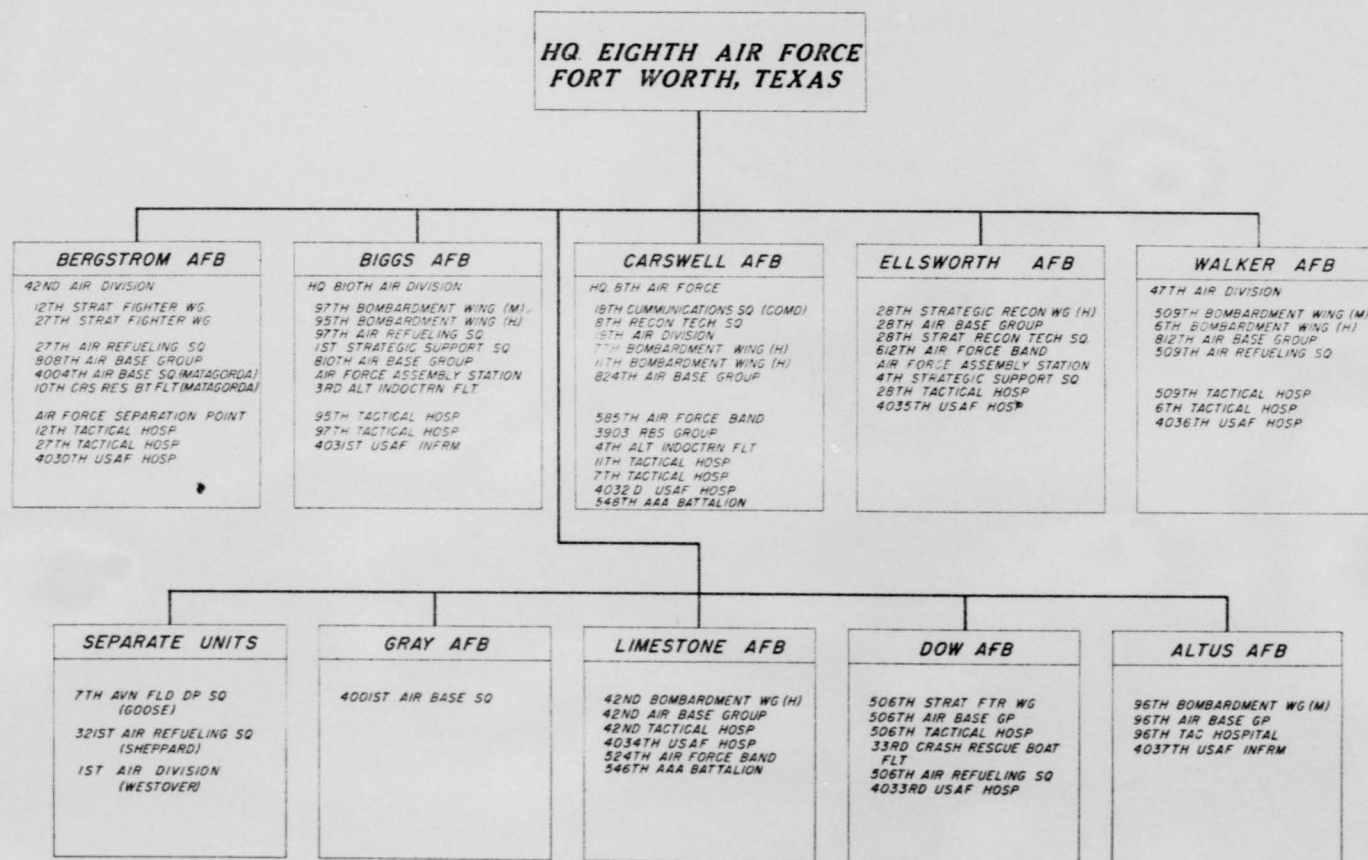 HQ. EIGHTH AIR FORCE
FORT WORTH, TEXAS
BERGSTROM AFB
42ND AIR DIVISION
12TH STRAT FIGHTER WG.
27TH STRAT FIGHTER WG.
27TH AIR REFUELING SQ
808TH AIR BASE GROUP
4004TH AIR BASE SQ (MATAGORDA)
10TH CRS RES BT FLT (MATAGORDA)
AIR FORCE SEPARATION POINT
12TH TACTICAL HOSP
27TH TACTICAL HOSP
4030TH USAF HOSP
BIGGS AFB
HQ 810TH AIR DIVISION
97TH BOMBARDMENT WING (M)
95TH BOMBARDMENT WING (H)
97TH AIR REFUELING SQ
1ST STRATEGIC SUPPORT SQ
810TH AIR BASE GROUP
AIR FORCE ASSEMBLY STATION
3RD ALT INDOCTRN FLT
95TH TACTICAL HOSP
97TH TACTICAL HOSP
4031ST USAF INFRM
CARSWELL AFB
HQ. 8TH AIR FORCE
18TH CUMMUNICATIONS SQ (COMD)
8TH RECON TECH SQ
19TH AIR DIVISION
7TH BOMBARDMENT WING (H)
11TH BOMBARDMENT WING (H)
824TH AIR BASE GROUP
585TH AIR FORCE BAND
3903 RBS GROUP
4TH ALT INDOCTRN FLT
11TH TACTICAL HOSP
7TH TACTICAL HOSP
4032 D USAF HOSP
548TH AAA BATTALION
ELLSWORTH AFB
28TH STRATEGIC RECON WG (H)
28TH AIR BASE GROUP
28TH STRAT RECON TECH SQ.
612TH AIR FORCE BAND
AIR FORCE ASSEMBLY STATION
4TH STRATEGIC SUPPORT SQ
28TH TACTICAL HOSP
4035TH USAF HOSP
WALKER AFB
47TH AIR DIVISION
509TH BOMBARDMENT WING (M)
6TH BOMBARDMENT WING (H)
812TH AIR BASE GROUP
509TH AIR REFUELING SQ
509TH TACTICAL HOSP
6TH TACTICAL HOSP
4036TH USAF HOSP
SEPARATE UNITS
7TH AVN FLD DP SQ
(GOOSE)
321ST AIR REFUELING SQ
(SHEPPARD)
1ST AIR DIVISION
(WESTOVER)
GRAY AFB
4001ST AIR BASE SQ
LIMESTONE AFB
42ND BOMBARDMENT WG (H)
42ND AIR BASE GROUP
42ND TACTICAL HOSP
4034TH USAF HOSP
524TH AIR FORCE BAND
546TH AAA BATTALION
DOW AFB
506TH STRAT FTR WG
506TH AIR BASE GP
506TH TACTICAL HOSP
33RD CRASH RESCUE BOAT
FLT
506TH AIR REFUELING SQ
4033RD USAF HOSP
ALTUS AFB
96TH BOMBARDMENT WG (M)
96TH AIR BASE GP
96TH TAC HOSPITAL
4037TH USAF INFRM